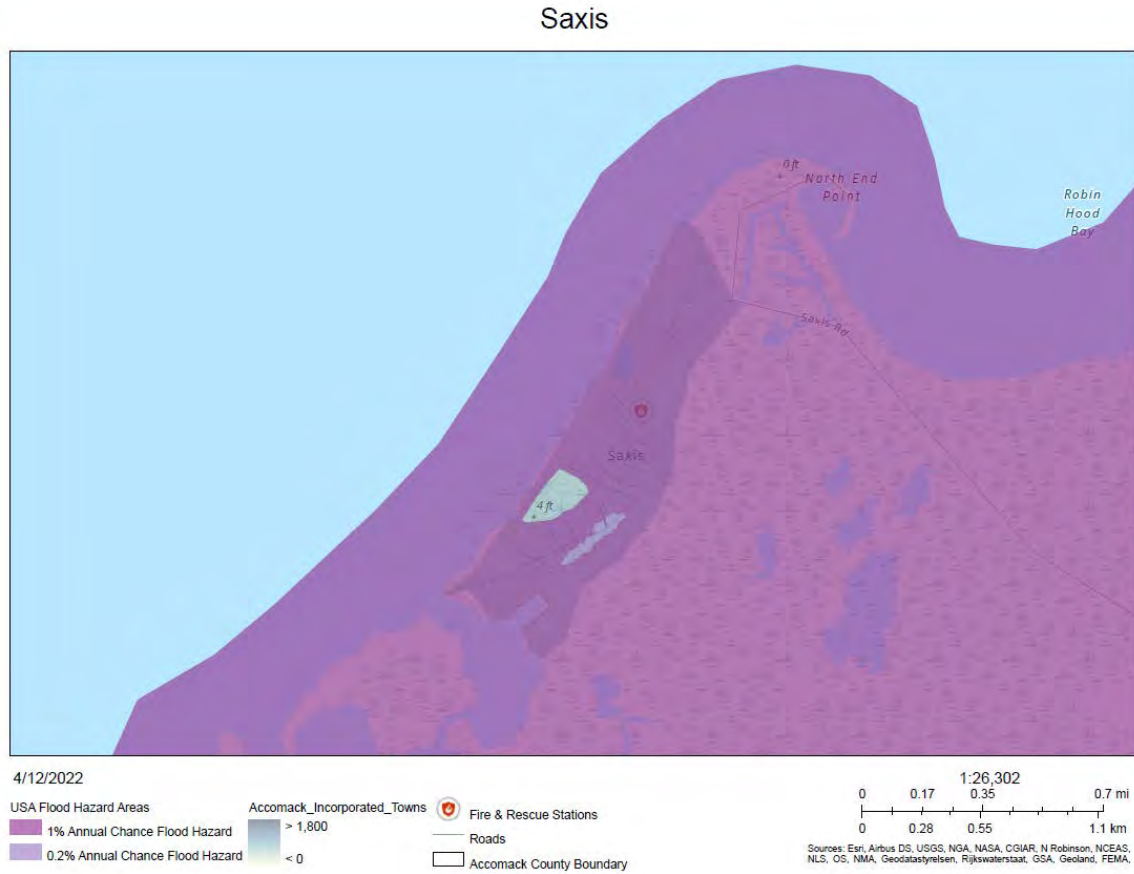 Saxis
0 ft
North End
Point
Robin
Hood
Bay
Saxis Rd
Saxis
4 ft
4/12/2022
1:26,302
0 0.17 0.35 0.7 mi
0 0.28 0.55 1.1 km
USA Flood Hazard Areas
1% Annual Chance Flood Hazard
0.2% Annual Chance Flood Hazard
Accomack_Incorporated_Towns
> 1,800
< 0
Fire & Rescue Stations
Roads
Accomack County Boundary
Sources: Esri, Airbus DS, USGS, NGA, NASA, CGIAR, N Robinson, NCEAS,
NLS, OS, NMA, Geodatastyrelsen, Rijkswaterstaat, GSA, Geoland, FEMA,